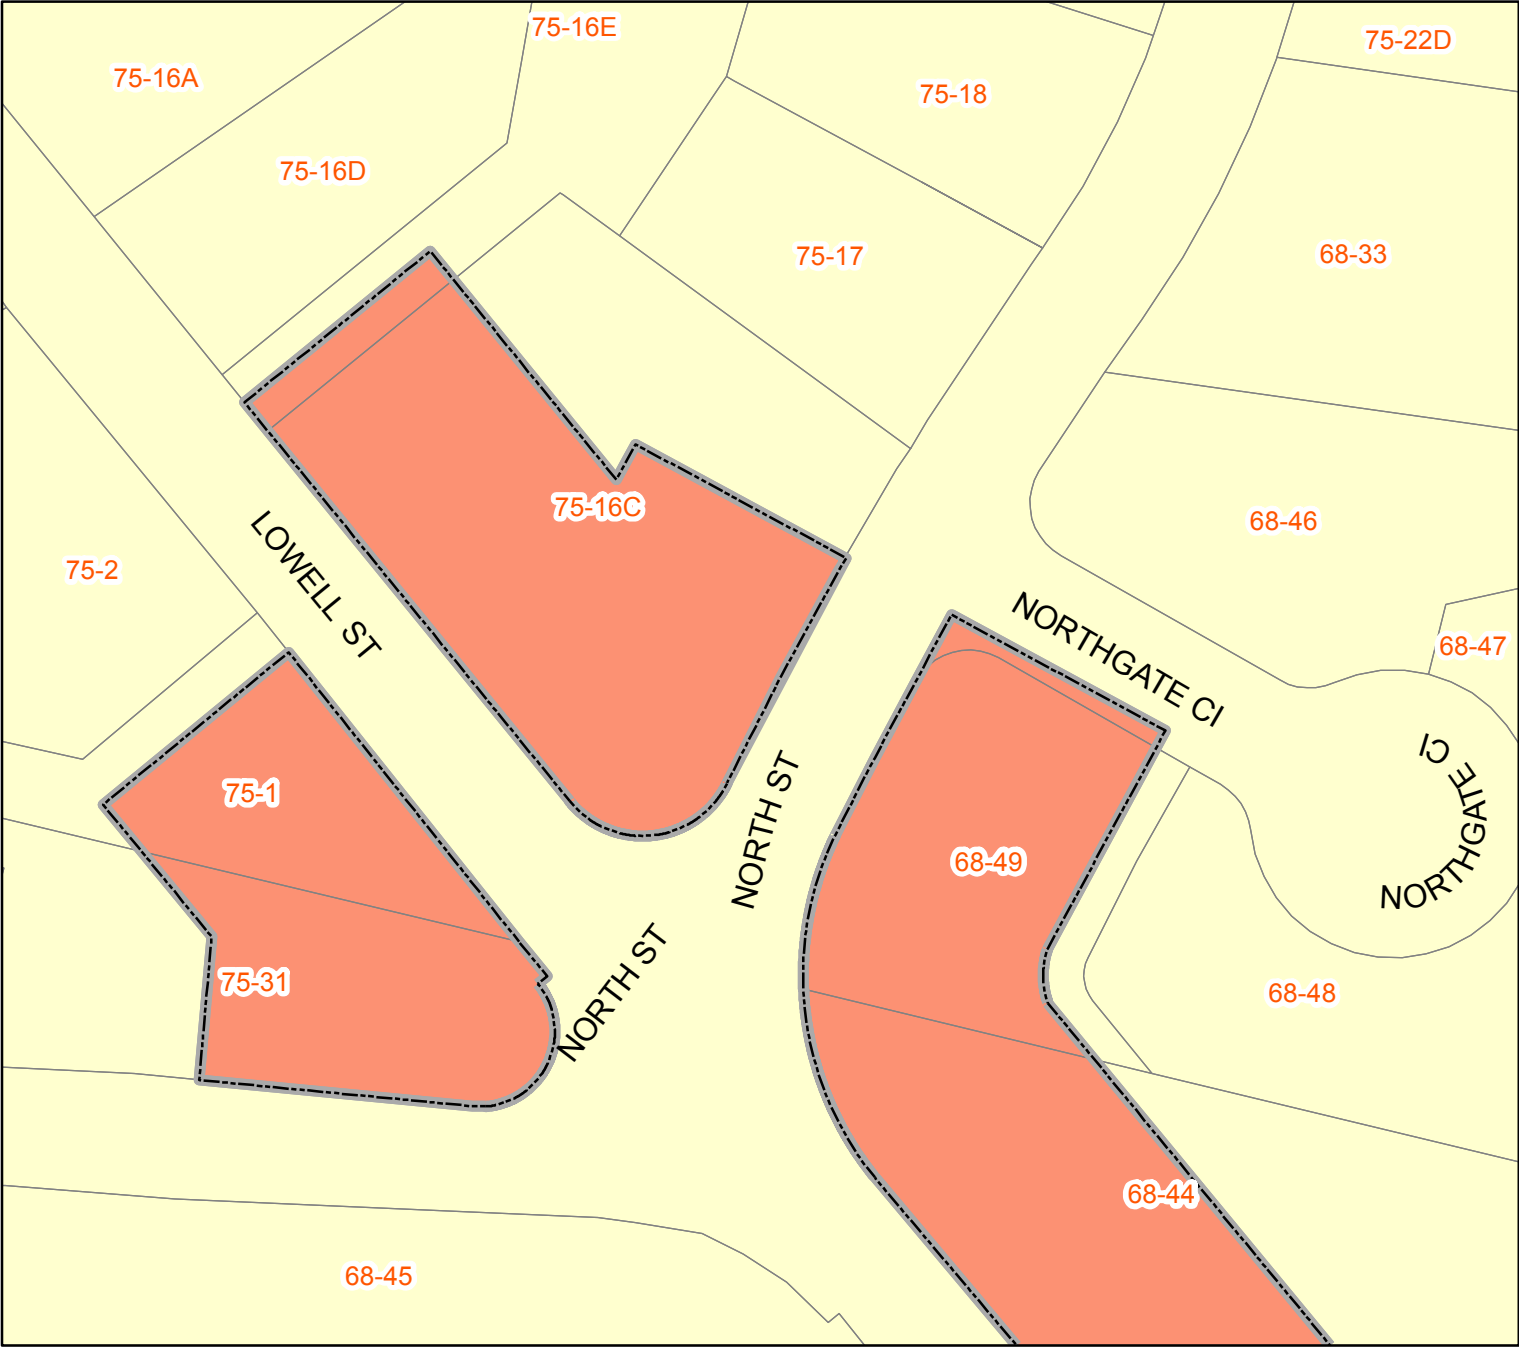 75-16E
75-22D
75-16A
75-18
75-16D
75-17
68-33
75-16C
68-46
75-2
LOWELL ST
NORTHGATE CI
68-47
NORTHGATE CI
75-1
NORTH ST
68-49
75-31
NORTH ST
68-48
68-44
68-45